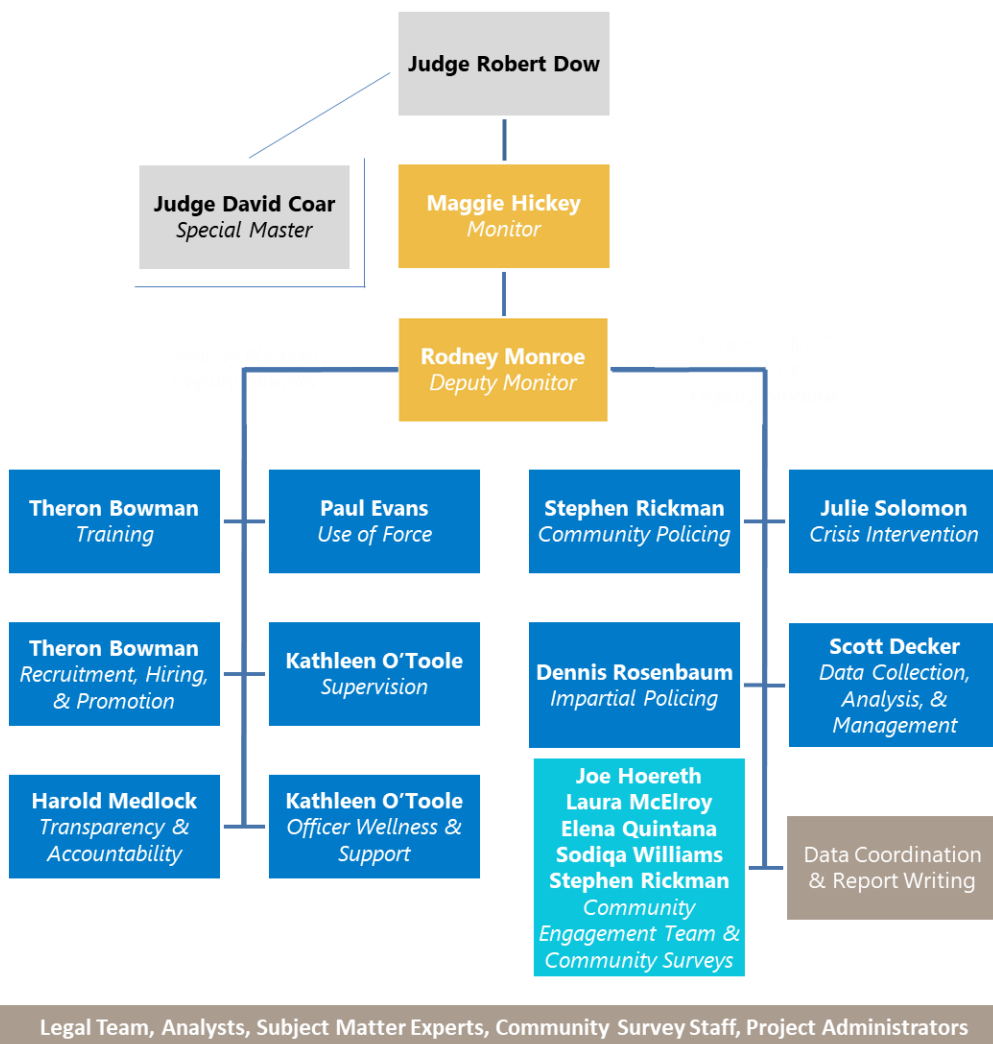 Judge Robert Dow
Judge David Coar
Special Master
Maggie Hickey
Monitor
Rodney Monroe
Deputy Monitor
Theron Bowman
Training
Paul Evans
Use of Force
Stephen Rickman
Community Policing
Julie Solomon
Crisis Intervention
Theron Bowman
Recruitment, Hiring,
& Promotion
Kathleen O’Toole
Supervision
Dennis Rosenbaum
Impartial Policing
Scott Decker
Data Collection,
Analysis, &
Management
Harold Medlock
Transparency &
Accountability
Kathleen O’Toole
Officer Wellness &
Support
Joe Hoereth
Laura McElroy
Elena Quintana
Sodiqa Williams
Stephen Rickman
Community
Engagement Team &
Community Surveys
Data Coordination
& Report Writing
Legal Team, Analysts, Subject Matter Experts, Community Survey Staff, Project Administrators